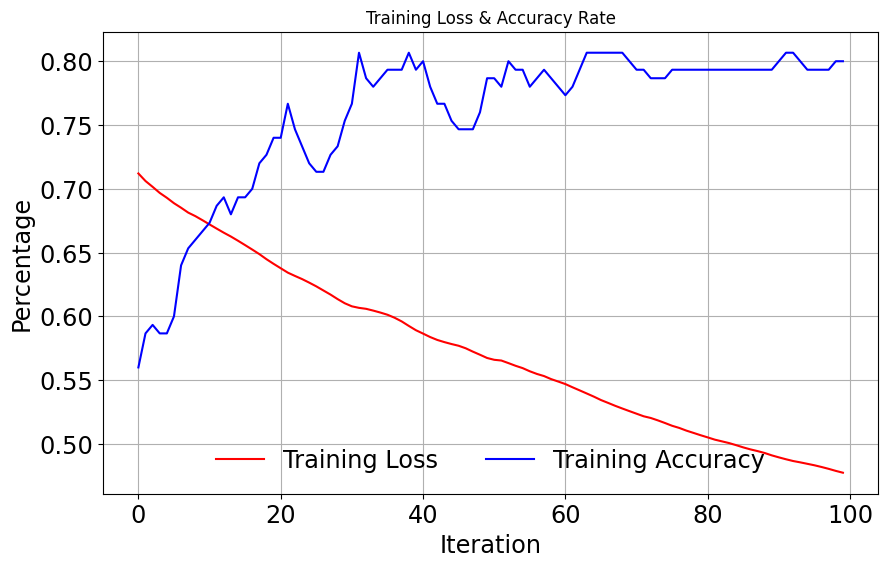 Training Loss & Accuracy Rate
0.80
0.75
0.70
0.65
0.60
0.55
0.50
Percentage
Training Loss
Training Accuracy
0
20
40
60
80
100
Iteration